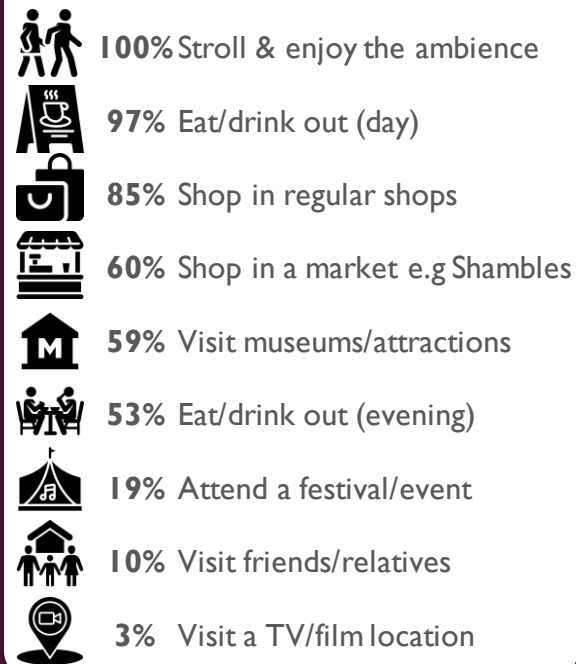 100% Stroll & enjoy the ambience
97% Eat/drink out (day)
85% Shop in regular shops
60% Shop in a market e.g Shambles
M
59% Visit museums/attractions
53% Eat/drink out (evening)
19% Attend a festival/event
10% Visit friends/relatives
3% Visit a TV/film location